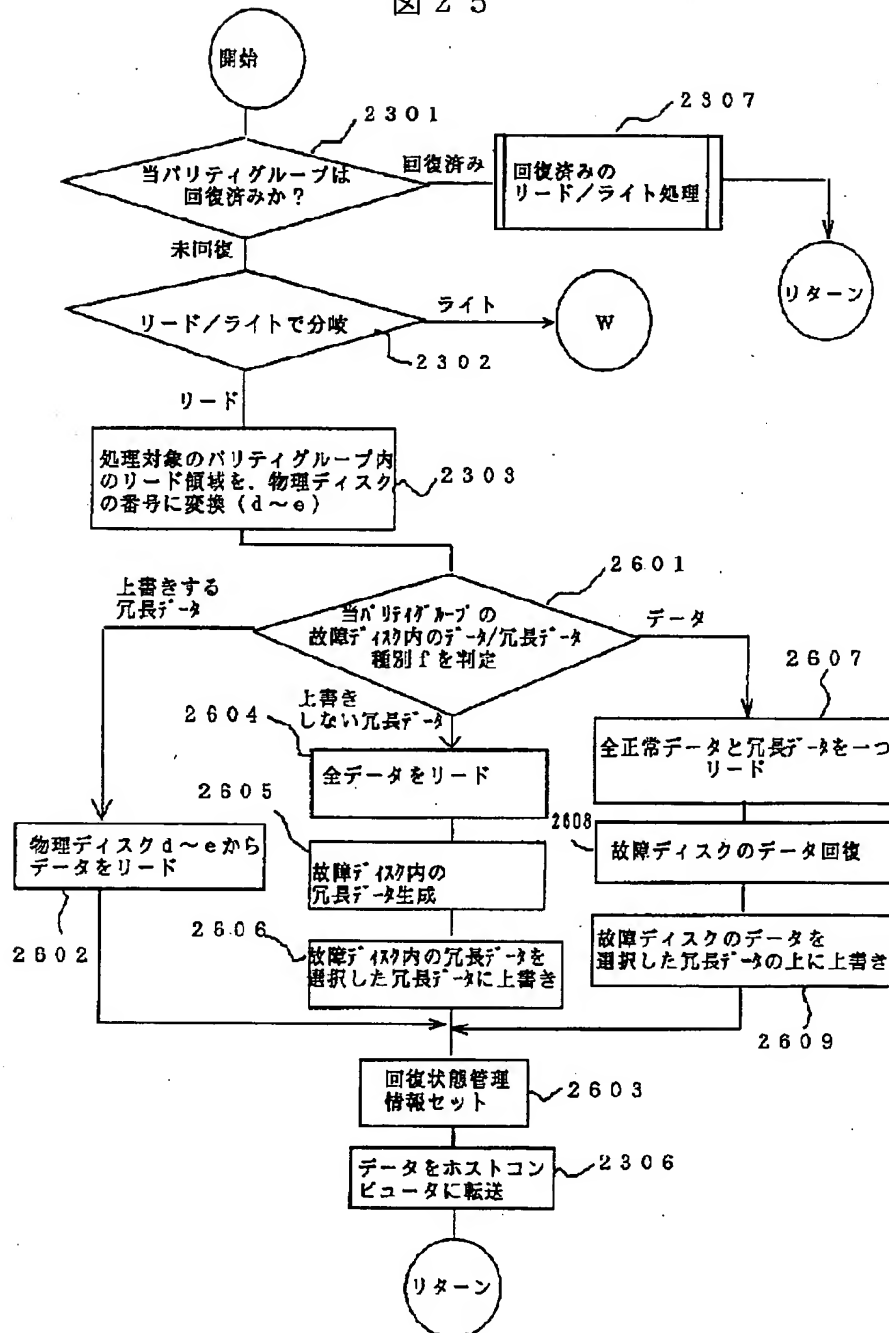 図25
開始
2301
当パリティグループは
回復済みか？
回復済み
2307
回復済みの
リード／ライト処理
リターン
未回復
リード／ライトで分岐
ライト
W
2302
リード
処理対象のパリティグループ内
のリード領域を、物理ディスク
の番号に変換（d～e）
2303
2601
当パリティグループの
故障ディスク内のデータ/冗長データ
種別fを判定
上書きする
冗長データ
上書き
しない冗長データ
データ
2604
全データをリード
2607
全正常データと冗長データを一つ
リード
2605
故障ディスク内の
冗長データ生成
2608
故障ディスクのデータ回復
物理ディスクd～eから
データをリード
2602
2606
故障ディスク内の冗長データを
選択した冗長データに上書き
故障ディスクのデータを
選択した冗長データの上に上書き
2609
回復状態管理
情報セット
2603
データをホストコン
ピュータに転送
2306
リターン